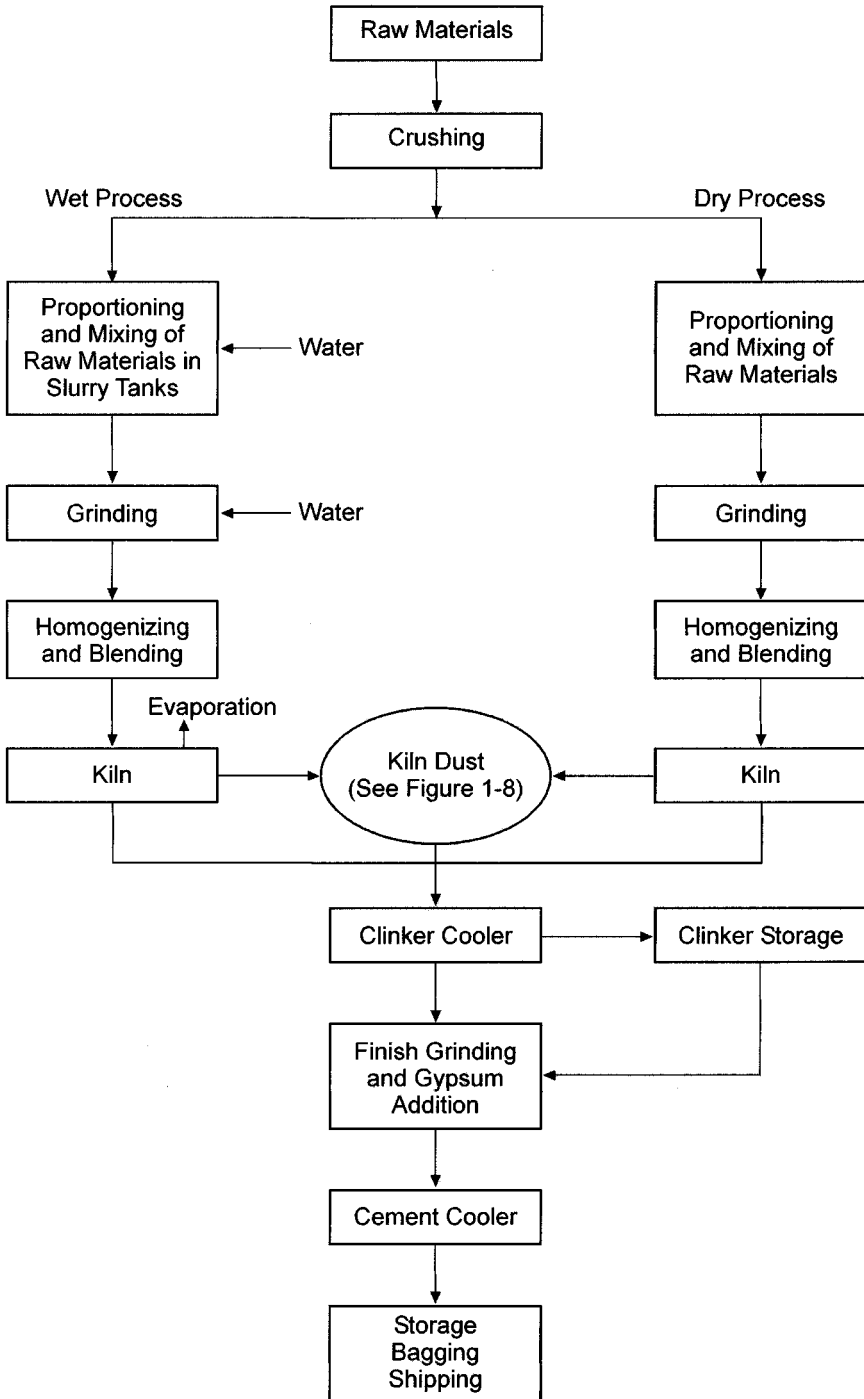 Raw Materials
Crushing
Wet Process
Dry Process
Proportioning
and Mixing of
Raw Materials in
Slurry Tanks
Water
Proportioning
and Mixing of
Raw Materials
Grinding
Water
Grinding
Homogenizing
and Blending
Homogenizing
and Blending
Evaporation
Kiln
Kiln Dust
(See Figure 1-8)
Kiln
Clinker Cooler
Clinker Storage
Finish Grinding
and Gypsum
Addition
Cement Cooler
Storage
Bagging
Shipping